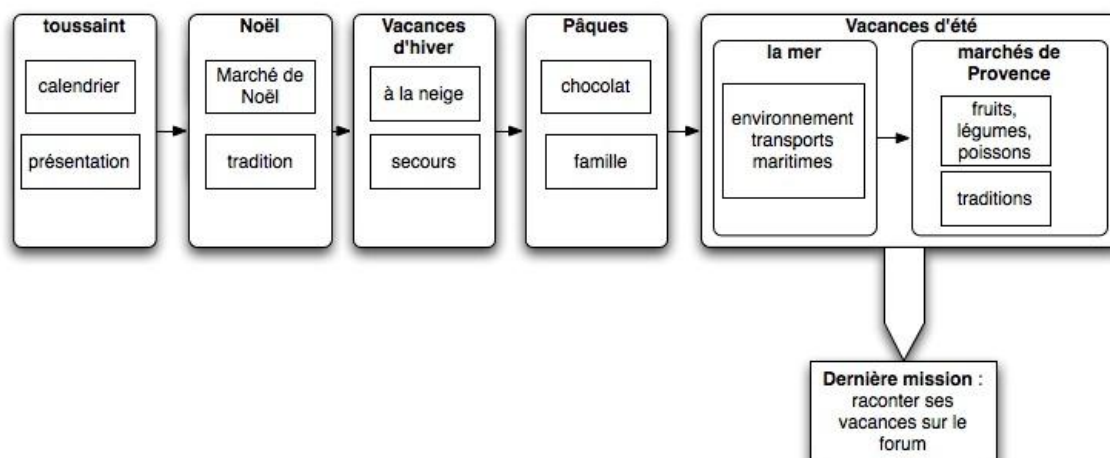 toussaint
calendrier
présentation
Noël
Marché de
Noël
tradition
Vacances
d'hiver
à la neige
secours
Pâques
chocolat
famille
Vacances d'été
la mer
environnement
transports
maritimes
marchés de
Provence
fruits,
légumes,
poissons
traditions
Dernière mission :
raconter ses
vacances sur le
forum